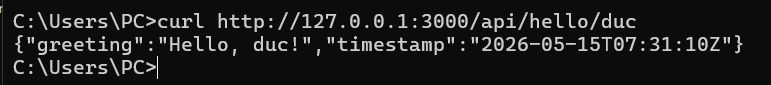 C:\Users\PC>curl http://127.0.0.1:3000/api/hello/duc
{"greeting":"Hello, duc!","timestamp":"2026-05-15T07:31:10Z"}
C:\Users\PC>